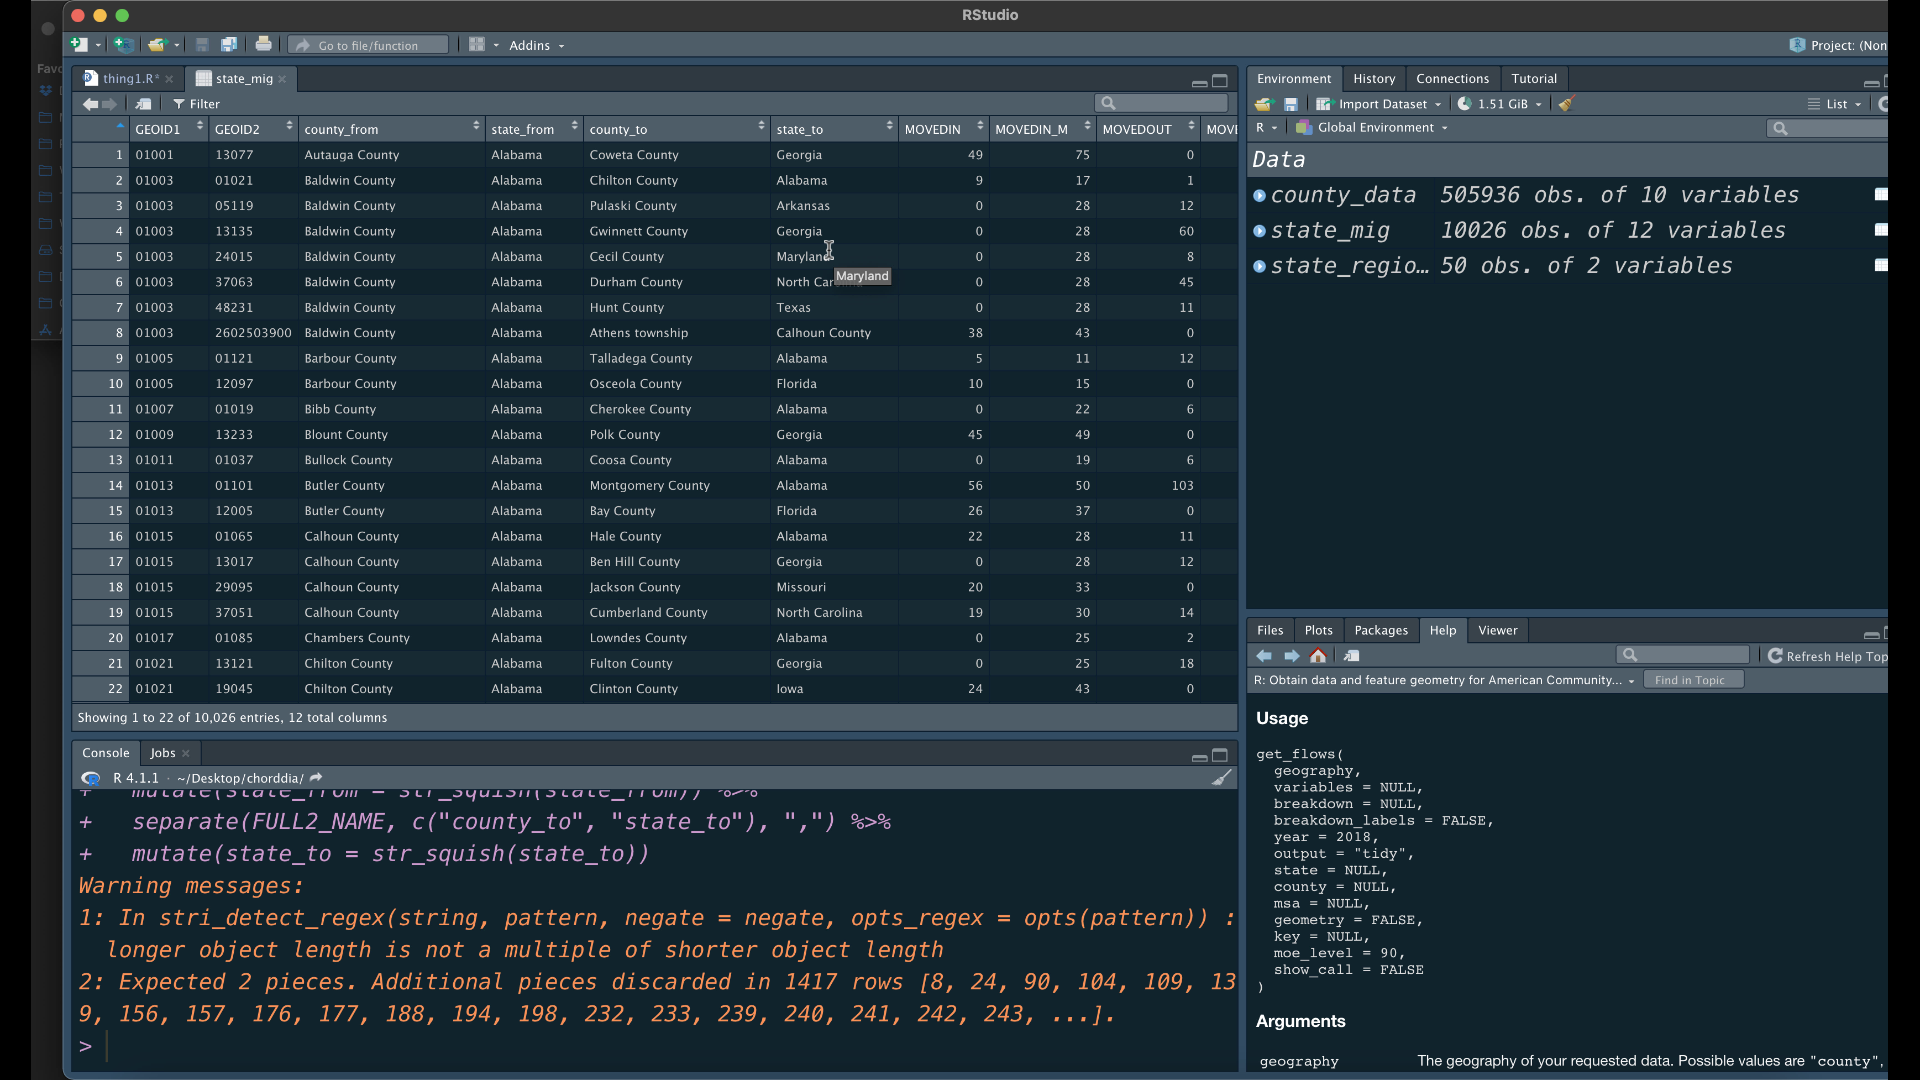 RStudio
Go to file/function
Addins
Project: (Non
Favo
thing1.R*
state_mig
Filter
GEOID1 GEOID2 county_from state_from county_to state_to MOVEDIN MOVEDIN_M MOVEDOUT MOVE
1 01001 13077 Autauga County Alabama Coweta County Georgia 49 75 0
2 01003 01021 Baldwin County Alabama Chilton County Alabama 9 17 1
3 01003 05119 Baldwin County Alabama Pulaski County Arkansas 0 28 12
4 01003 13135 Baldwin County Alabama Gwinnett County Georgia 0 28 60
5 01003 24015 Baldwin County Alabama Cecil County Maryland 0 28 8
Maryland
6 01003 37063 Baldwin County Alabama Durham County North Car 0 28 45
7 01003 48231 Baldwin County Alabama Hunt County Texas 0 28 11
8 01003 2602503900 Baldwin County Alabama Athens township Calhoun County 38 43 0
9 01005 01121 Barbour County Alabama Talladega County Alabama 5 11 12
10 01005 12097 Barbour County Alabama Osceola County Florida 10 15 0
11 01007 01019 Bibb County Alabama Cherokee County Alabama 0 22 6
12 01009 13233 Blount County Alabama Polk County Georgia 45 49 0
13 01011 01037 Bullock County Alabama Coosa County Alabama 0 19 6
14 01013 01101 Butler County Alabama Montgomery County Alabama 56 50 103
15 01013 12005 Butler County Alabama Bay County Florida 26 37 0
16 01015 01065 Calhoun County Alabama Hale County Alabama 22 28 11
17 01015 13017 Calhoun County Alabama Ben Hill County Georgia 0 28 12
18 01015 29095 Calhoun County Alabama Jackson County Missouri 20 33 0
19 01015 37051 Calhoun County Alabama Cumberland County North Carolina 19 30 14
20 01017 01085 Chambers County Alabama Lowndes County Alabama 0 25 2
21 01021 13121 Chilton County Alabama Fulton County Georgia 0 25 18
22 01021 19045 Chilton County Alabama Clinton County Iowa 24 43 0
Showing 1 to 22 of 10,026 entries, 12 total columns
Console Jobs
R 4.1.1 · ~/Desktop/chorddia/
+ mutate(state_from = str_squish(state_from)) %>%
+ separate(FULL2_NAME, c("county_to", "state_to"), ",") %>%
+ mutate(state_to = str_squish(state_to))
Warning messages:
1: In stri_detect_regex(string, pattern, negate = negate, opts_regex = opts(pattern)) :
longer object length is not a multiple of shorter object length
2: Expected 2 pieces. Additional pieces discarded in 1417 rows [8, 24, 90, 104, 109, 13
9, 156, 157, 176, 177, 188, 194, 198, 232, 233, 239, 240, 241, 242, 243, ...].
>
Environment History Connections Tutorial
Import Dataset 1.51 GiB List
R Global Environment
Data
county_data 505936 obs. of 10 variables
state_mig 10026 obs. of 12 variables
state_regio… 50 obs. of 2 variables
Files Plots Packages Help Viewer
Refresh Help Top
R: Obtain data and feature geometry for American Community... Find in Topic
Usage
get_flows(
geography,
variables = NULL,
breakdown = NULL,
breakdown_labels = FALSE,
year = 2018,
output = "tidy",
state = NULL,
county = NULL,
msa = NULL,
geometry = FALSE,
key = NULL,
moe_level = 90,
show_call = FALSE
)
Arguments
geography The geography of your requested data. Possible values are "county",